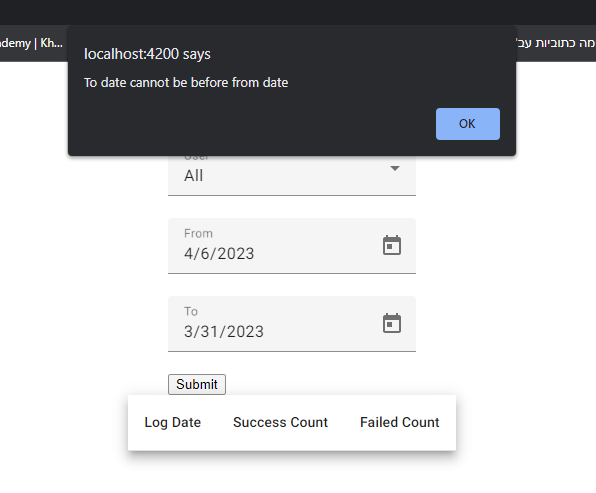 ademy | Kh...
מה כתוביות עב'
localhost:4200 says
To date cannot be before from date
OK
User
All
From
4/6/2023
To
3/31/2023
Submit
Log Date Success Count Failed Count